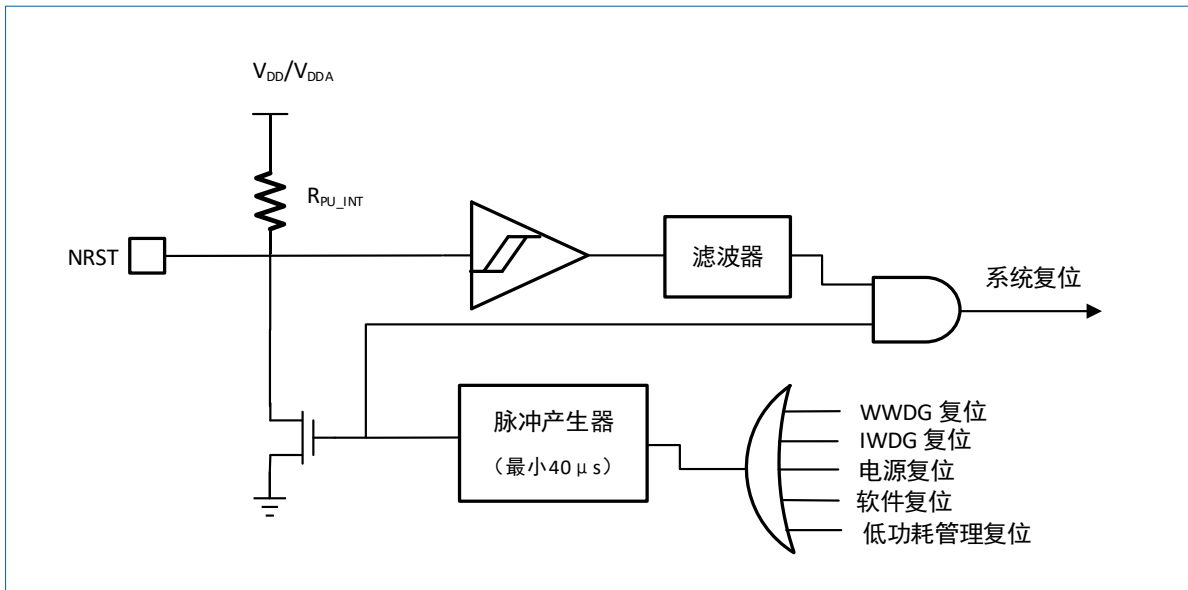 VDD/VDDA
RPU_INT
NRST
滤波器
系统复位
脉冲产生器
（最小40μs）
WWDG 复位
IWDG 复位
电源复位
软件复位
低功耗管理复位